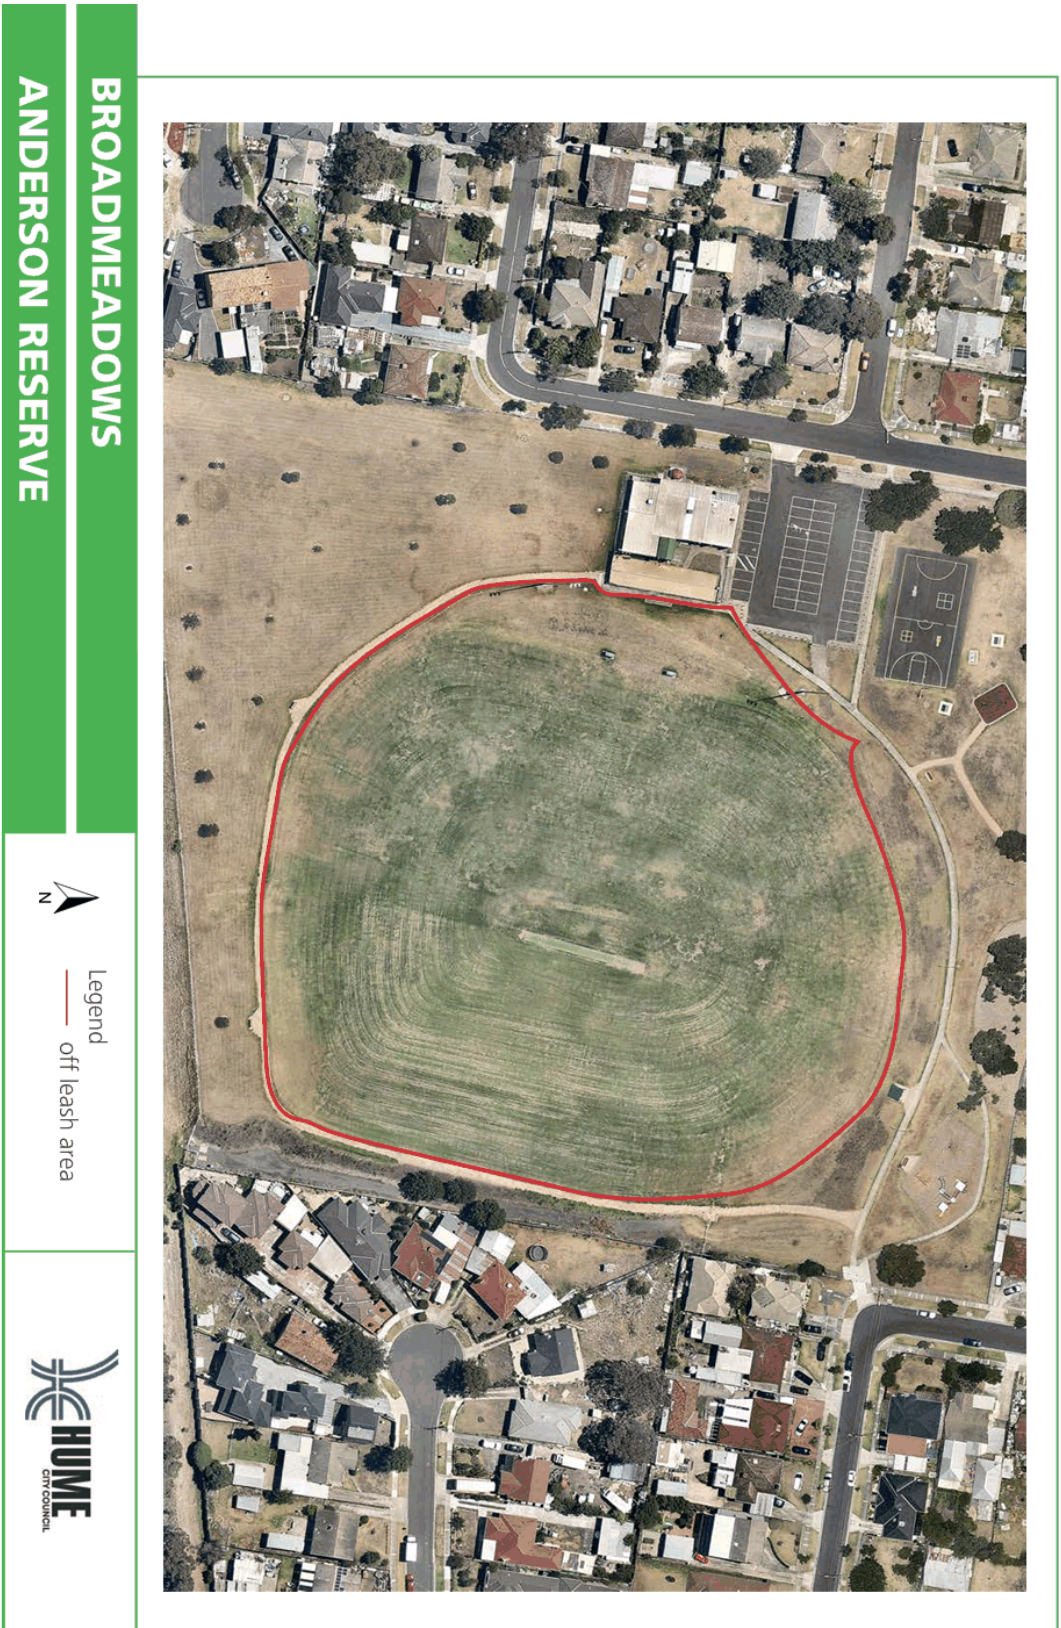 BROADMEADOWS
ANDERSON RESERVE
N
Legend
off leash area
HUME
CITY COUNCIL